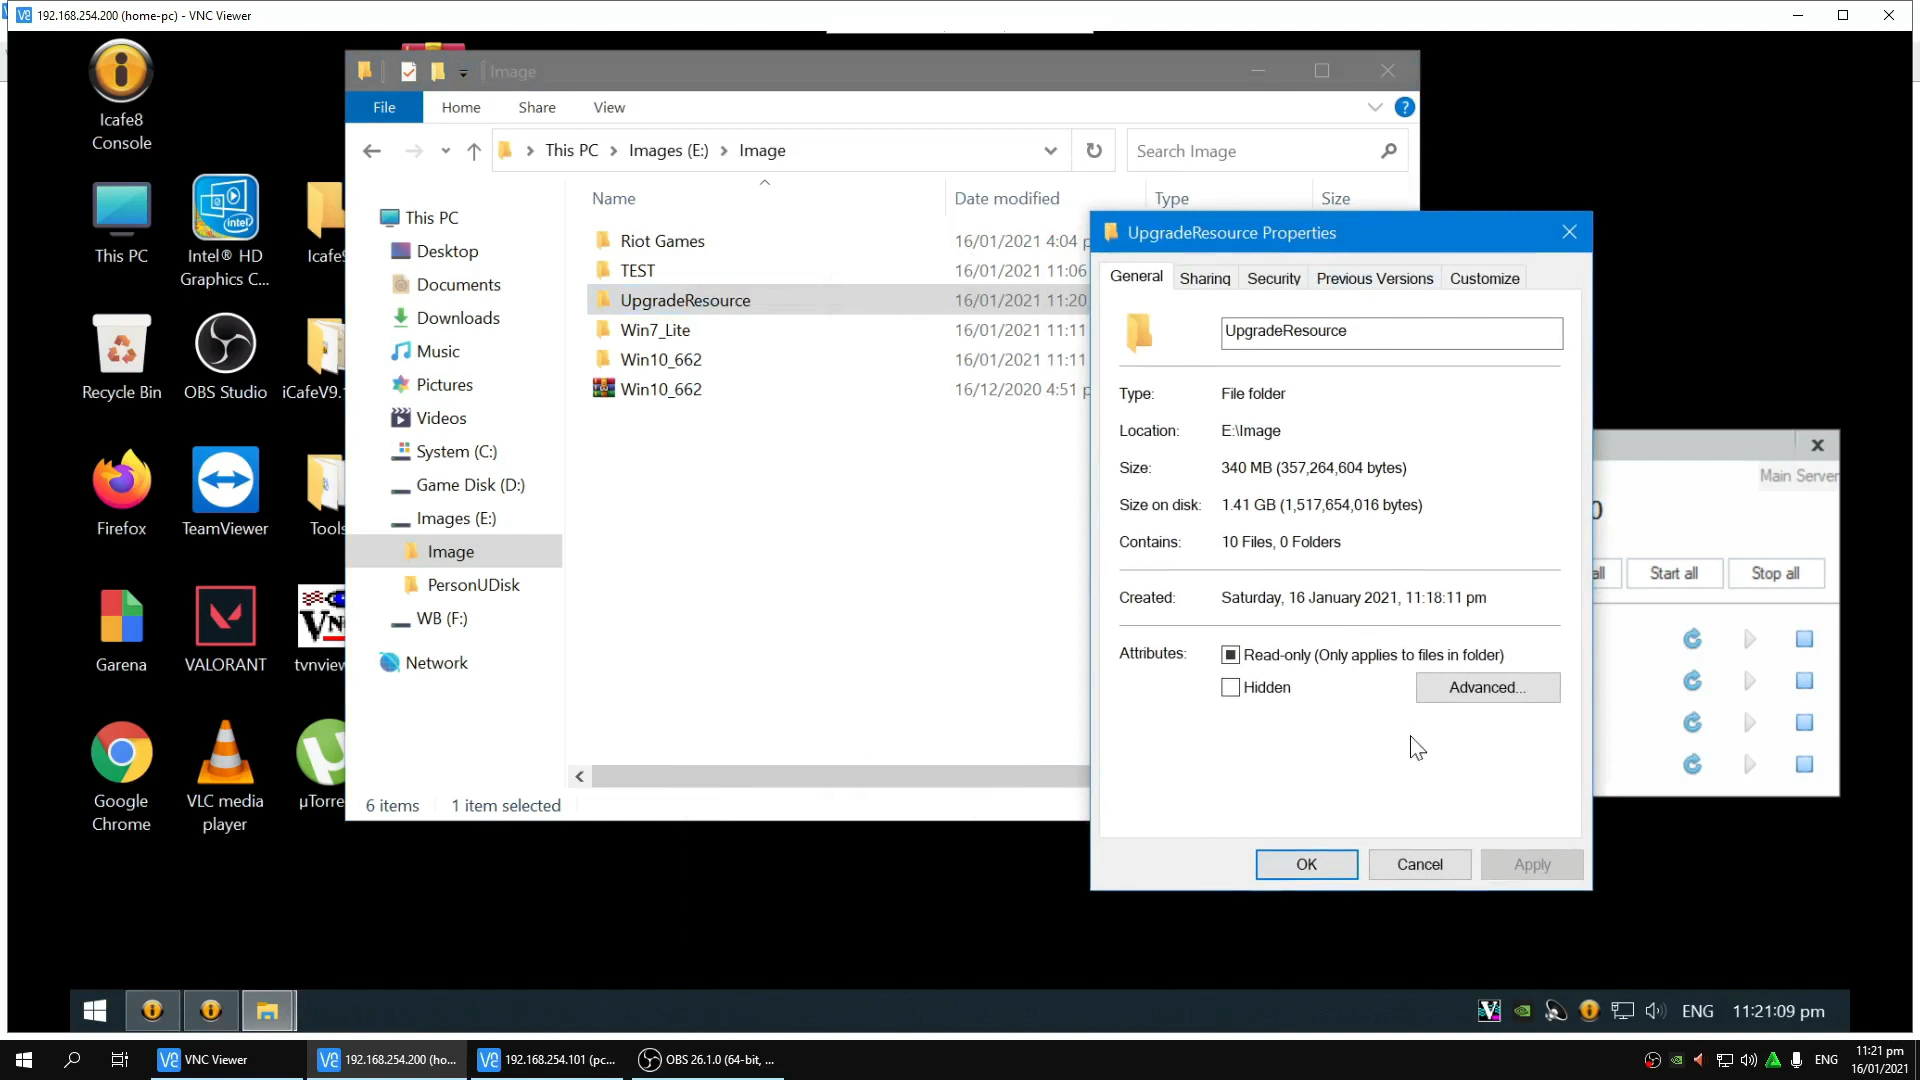 192.168.254.200 (home-pc) - VNC Viewer
Icafe8
Console
This PC
Intel® HD
Graphics C...
Icafe9
Recycle Bin
OBS Studio
iCafeV9.
Firefox
TeamViewer
Tools
Garena
VALORANT
tvnview
Google
Chrome
VLC media
player
µTorre
Image
File
Home
Share
View
This PC
Images (E:)
Image
Search Image
Name
Date modified
Type
Size
This PC
Desktop
Documents
Downloads
Music
Pictures
Videos
System (C:)
Game Disk (D:)
Images (E:)
Image
PersonUDisk
WB (F:)
Network
Riot Games
16/01/2021 4:04 p
TEST
16/01/2021 11:06
UpgradeResource
16/01/2021 11:20
Win7_Lite
16/01/2021 11:11
Win10_662
16/01/2021 11:11
Win10_662
16/12/2020 4:51 p
6 items
1 item selected
UpgradeResource Properties
General
Sharing
Security
Previous Versions
Customize
UpgradeResource
Type:
File folder
Location:
E:\Image
Size:
340 MB (357,264,604 bytes)
Size on disk:
1.41 GB (1,517,654,016 bytes)
Contains:
10 Files, 0 Folders
Created:
Saturday, 16 January 2021, 11:18:11 pm
Attributes:
Read-only (Only applies to files in folder)
Hidden
Advanced...
OK
Cancel
Apply
Main Server
0
all
Start all
Stop all
ENG
11:21:09 pm
VNC Viewer
192.168.254.200 (ho...
192.168.254.101 (pc...
OBS 26.1.0 (64-bit, ...
ENG
11:21 pm
16/01/2021